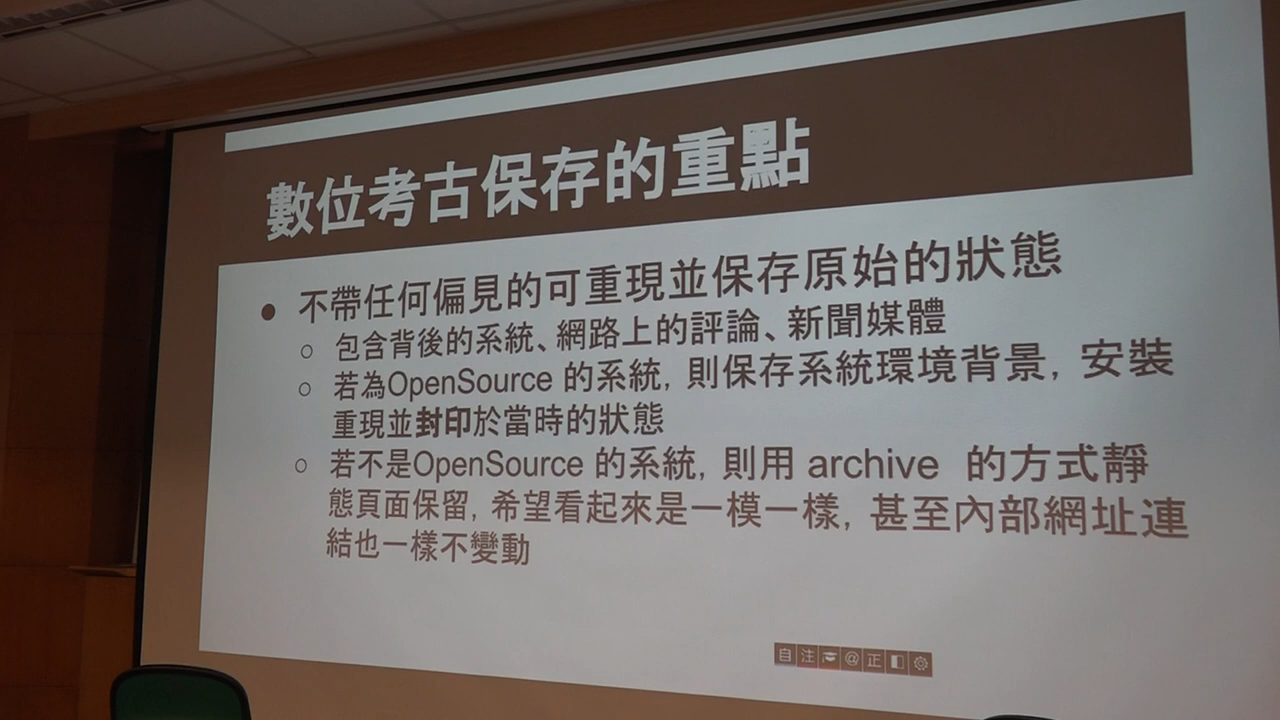 數位考古保存的重點
不帶任何偏見的可重現並保存原始的狀態
包含背後的系統、網路上的評論、新聞媒體
若為OpenSource 的系統, 則保存系統環境背景, 安裝
重現並封印於當時的狀態
若不是OpenSource 的系統, 則用 archive 的方式靜
態頁面保留, 希望看起來是一模一樣, 甚至內部網址連
結也一樣不變動
自 注 @ 正